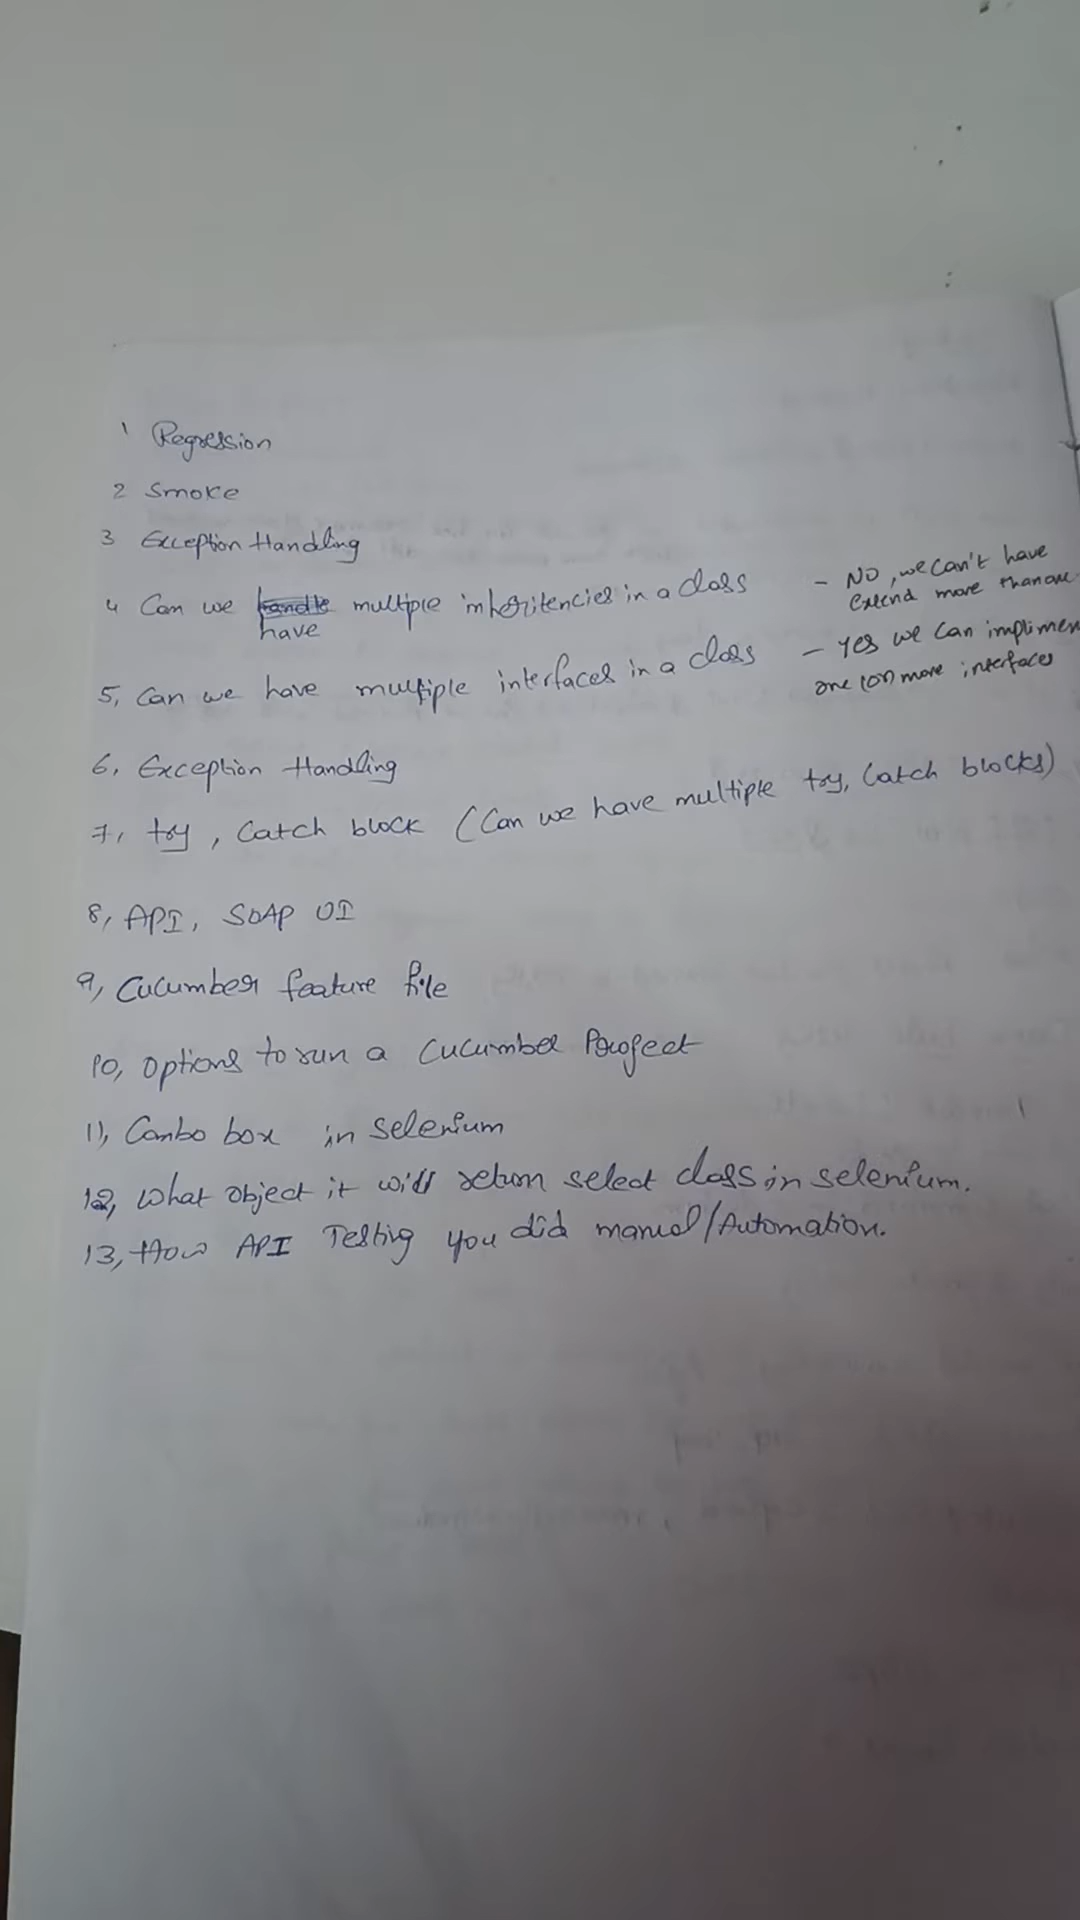 1 Regression
2 Smoke
3 Exception Handling
4 Can we have multiple inheritencies in a class - No, we can't have extend more than one
5, Can we have multiple interfaces in a class - yes we can implimen one (or) more interfaces
6, Exception Handling
7, try, Catch block (Can we have multiple try, Catch blocks)
8, API, SOAP UI
9, Cucumber feature file
10, Options to run a Cucumber Project
11, Combo box in selenium
12, What object it will return select class in selenium.
13, How API Testing you did manual/Automation.